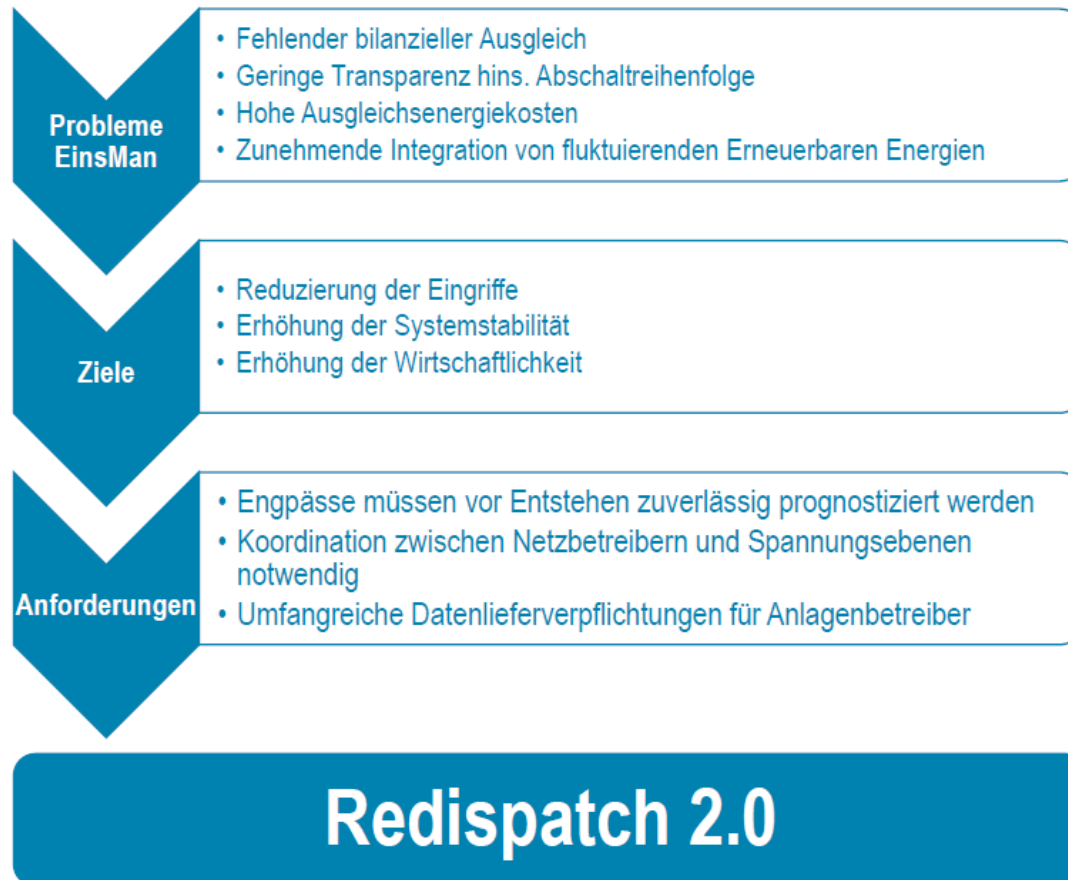 Probleme
EinsMan
• Fehlender bilanzieller Ausgleich
• Geringe Transparenz hins. Abschaltreihenfolge
• Hohe Ausgleichsenergiekosten
• Zunehmende Integration von fluktuierenden Erneuerbaren Energien
Ziele
• Reduzierung der Eingriffe
• Erhöhung der Systemstabilität
• Erhöhung der Wirtschaftlichkeit
Anforderungen
• Engpässe müssen vor Entstehen zuverlässig prognostiziert werden
• Koordination zwischen Netzbetreibern und Spannungsebenen
notwendig
• Umfangreiche Datenlieferverpflichtungen für Anlagenbetreiber
Redispatch 2.0